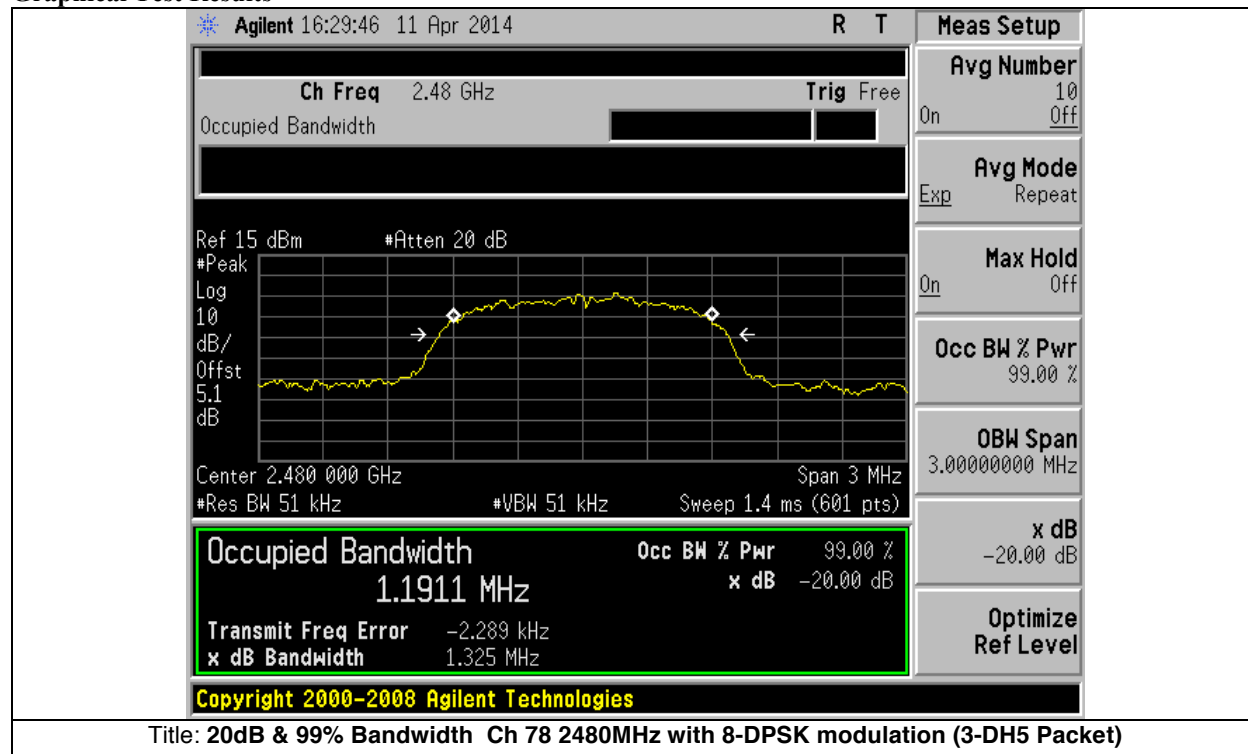 Graphical Test Results
Agilent 16:29:46 11 Apr 2014 R T
Meas Setup
Ch Freq 2.48 GHz Trig Free
Occupied Bandwidth
Avg Number
10
On Off
Avg Mode
Exp Repeat
Max Hold
On Off
Occ BW % Pwr
99.00 %
OBW Span
3.00000000 MHz
x dB
-20.00 dB
Optimize
Ref Level
Ref 15 dBm #Atten 20 dB
#Peak
Log
10
dB/
Offst
5.1
dB
Center 2.480 000 GHz Span 3 MHz
#Res BW 51 kHz #VBW 51 kHz Sweep 1.4 ms (601 pts)
Occupied Bandwidth Occ BW % Pwr 99.00 %
1.1911 MHz x dB -20.00 dB
Transmit Freq Error -2.289 kHz
x dB Bandwidth 1.325 MHz
Copyright 2000-2008 Agilent Technologies
Title: 20dB & 99% Bandwidth Ch 78 2480MHz with 8-DPSK modulation (3-DH5 Packet)